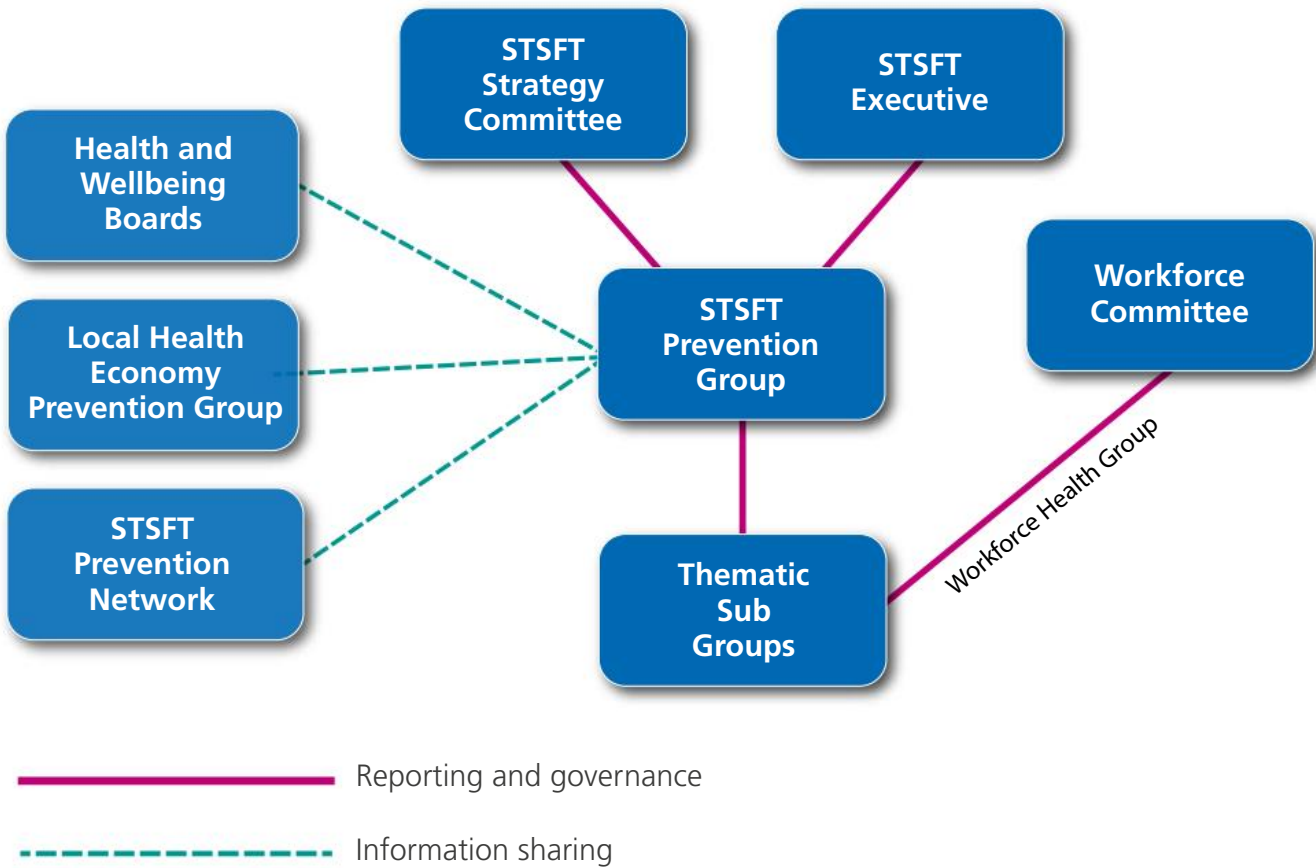 STSFT
Strategy
Committee
STSFT
Executive
Health and
Wellbeing
Boards
Workforce
Committee
Local Health
Economy
Prevention Group
STSFT
Prevention
Group
STSFT
Prevention
Network
Thematic
Sub
Groups
Workforce Health Group
Reporting and governance
Information sharing